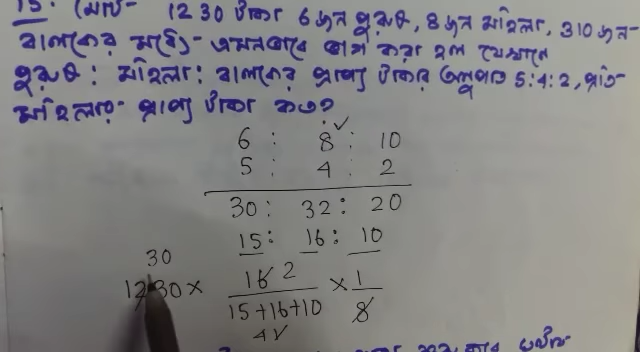 15. মোট 1230 টাকা 6 জন পুরুষ, 8 জন মহিলা, 310 জন
বালকের মধ্যে এমনভাবে ভাগ করা হল যেখানে
পুরুষ : মহিলা : বালকের প্রাপ্য টাকার অনুপাত 5:4:2, প্রতি
মহিলার প্রাপ্য টাকা কত?
6 : 8 : 10
5 : 4 : 2
30 : 32 : 20
15 : 16 : 10
30
1230 × 16 2 × 1
15+16+10 8
41